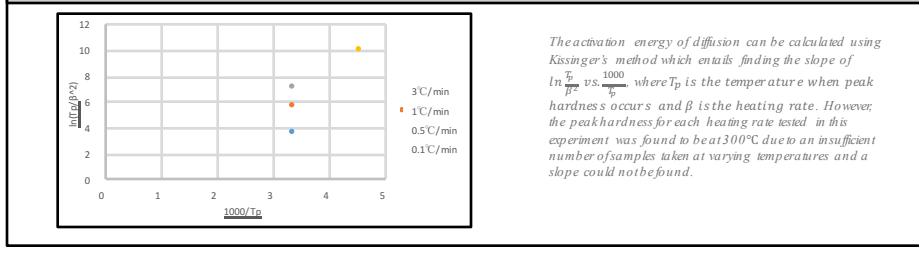 12
10
8
6
4
2
0
ln(Tp/β^2)
0 1 2 3 4 5
1000/Tp
3℃/min
1℃/min
0.5℃/min
0.1℃/min
The activation energy of diffusion can be calculated using
Kissinger's method which entails finding the slope of
ln Tp/β² vs. 1000/Tp, where Tp is the temperature when peak
hardness occurs and β is the heating rate. However,
the peak hardness for each heating rate tested in this
experiment was found to be at 300°C due to an insufficient
number of samples taken at varying temperatures and a
slope could not be found.